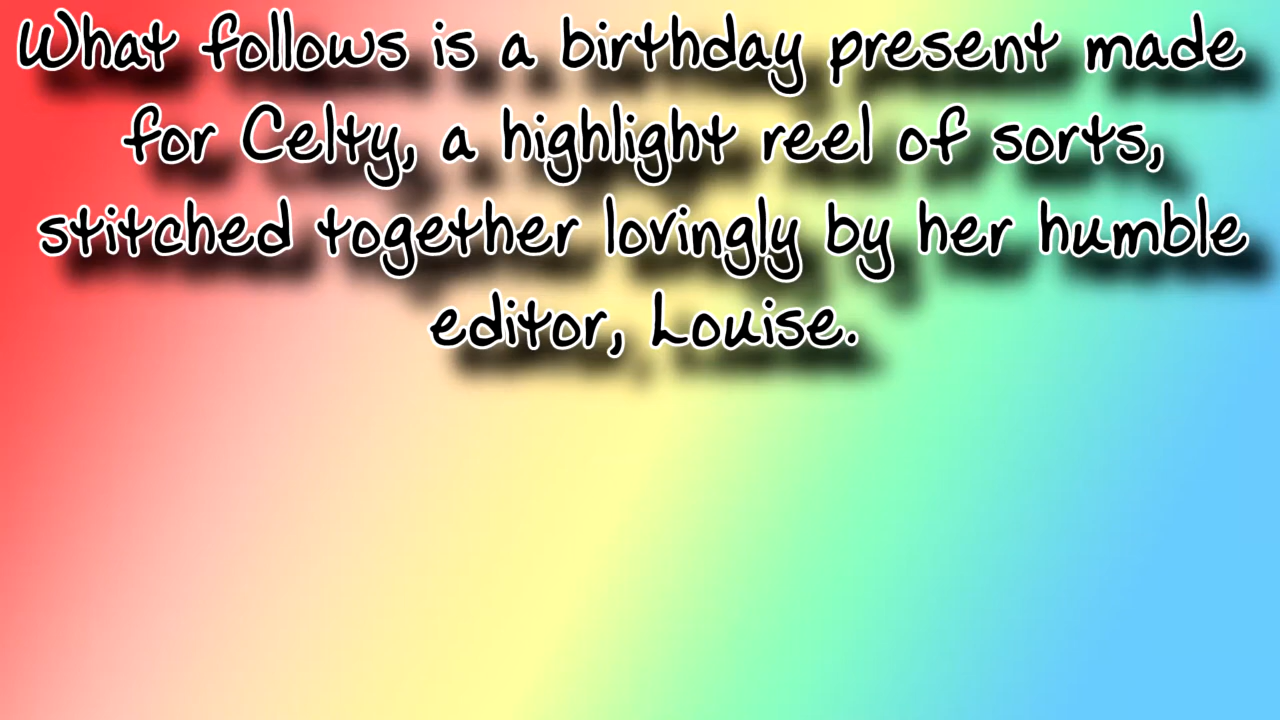 What follows is a birthday present made
for Celty, a highlight reel of sorts,
stitched together lovingly by her humble
editor, Louise.